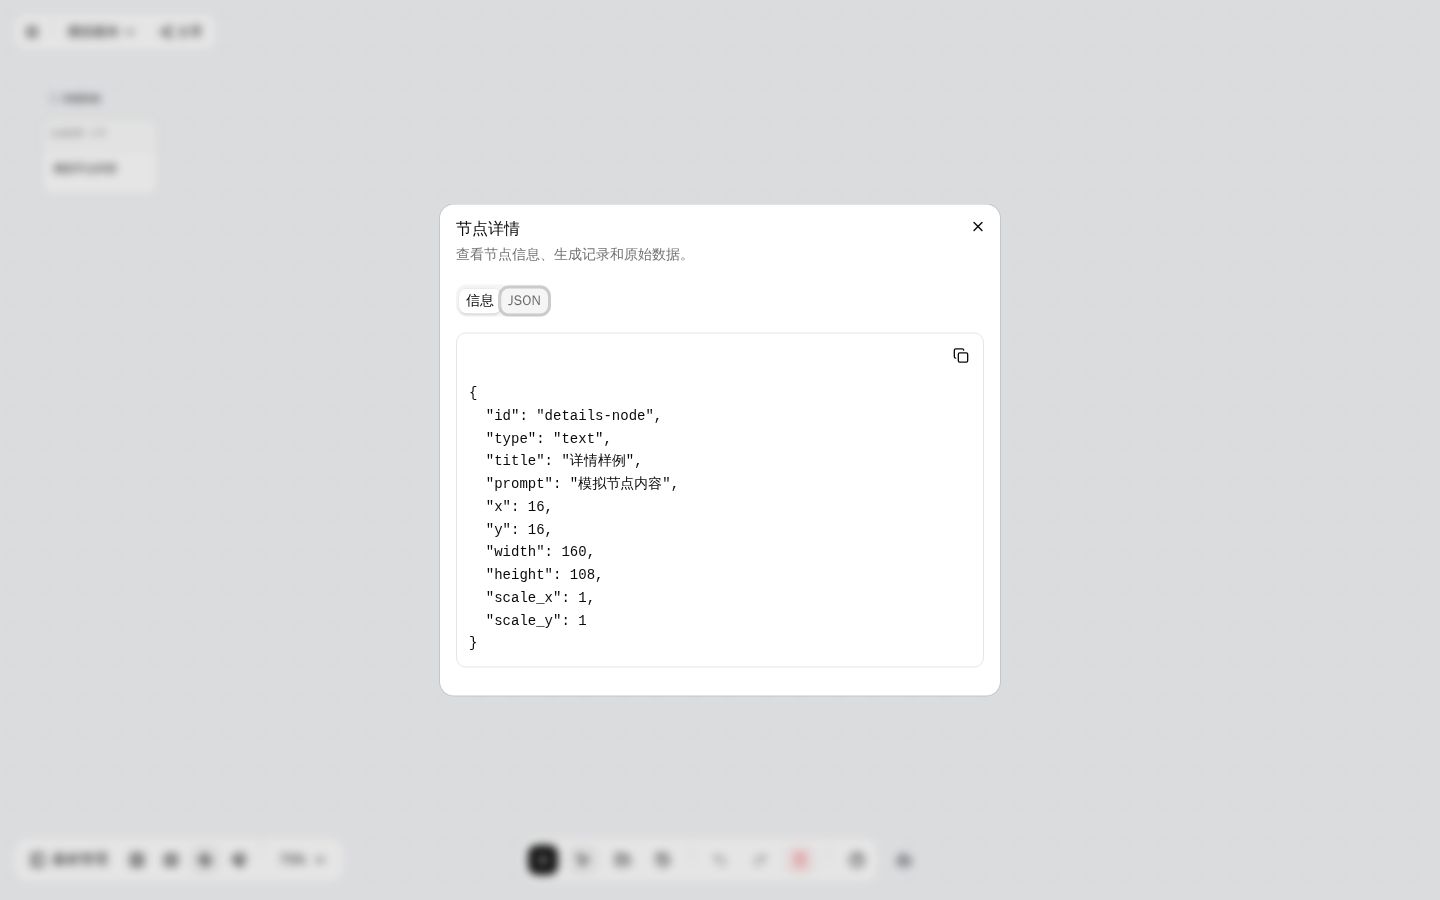 节点详情
查看节点信息、生成记录和原始数据。
信息 JSON
{
  "id": "details-node",
  "type": "text",
  "title": "详情样例",
  "prompt": "模拟节点内容",
  "x": 16,
  "y": 16,
  "width": 160,
  "height": 108,
  "scale_x": 1,
  "scale_y": 1
}